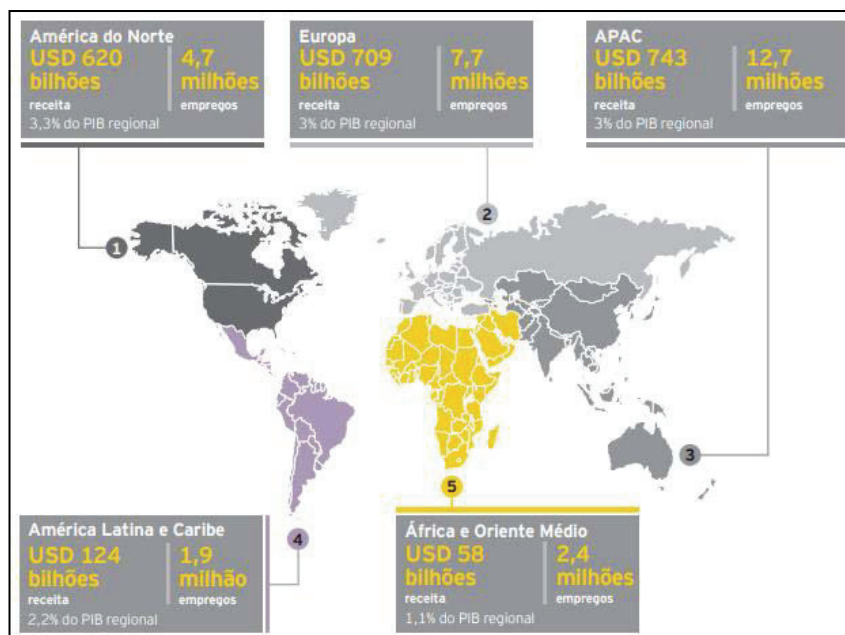 América do Norte
USD 620
bilhões
receita
4,7
milhões
empregos
3,3% do PIB regional
Europa
USD 709
bilhões
receita
7,7
milhões
empregos
3% do PIB regional
APAC
USD 743
bilhões
receita
12,7
milhões
empregos
3% do PIB regional
1
2
3
4
5
América Latina e Caribe
USD 124
bilhões
receita
1,9
milhão
empregos
2,2% do PIB regional
África e Oriente Médio
USD 58
bilhões
receita
2,4
milhões
empregos
1,1% do PIB regional